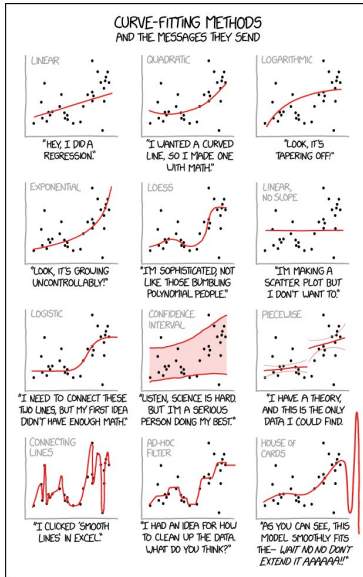 CURVE-FITTING METHODS
AND THE MESSAGES THEY SEND
LINEAR
"HEY, I DID A
REGRESSION."
QUADRATIC
"I WANTED A CURVED
LINE, SO I MADE ONE
WITH MATH."
LOGARITHMIC
"LOOK, IT'S
TAPERING OFF!"
EXPONENTIAL
"LOOK, IT'S GROWING
UNCONTROLLABLY!"
LOESS
"I'M SOPHISTICATED, NOT
LIKE THOSE BUMBLING
POLYNOMIAL PEOPLE."
LINEAR,
NO SLOPE
"I'M MAKING A
SCATTER PLOT BUT
I DON'T WANT TO."
LOGISTIC
"I NEED TO CONNECT THESE
TWO LINES, BUT MY FIRST IDEA
DIDN'T HAVE ENOUGH MATH."
CONFIDENCE
INTERVAL
"LISTEN, SCIENCE IS HARD.
BUT I'M A SERIOUS
PERSON DOING MY BEST."
PIECEWISE
"I HAVE A THEORY,
AND THIS IS THE ONLY
DATA I COULD FIND.
CONNECTING
LINES
"I CLICKED 'SMOOTH
LINES' IN EXCEL."
AD-HOC
FILTER
"I HAD AN IDEA FOR HOW
TO CLEAN UP THE DATA.
WHAT DO YOU THINK?"
HOUSE OF
CARDS
"AS YOU CAN SEE, THIS
MODEL SMOOTHLY FITS
THE- WAIT NO NO DON'T
EXTEND IT AAAAAA!!"